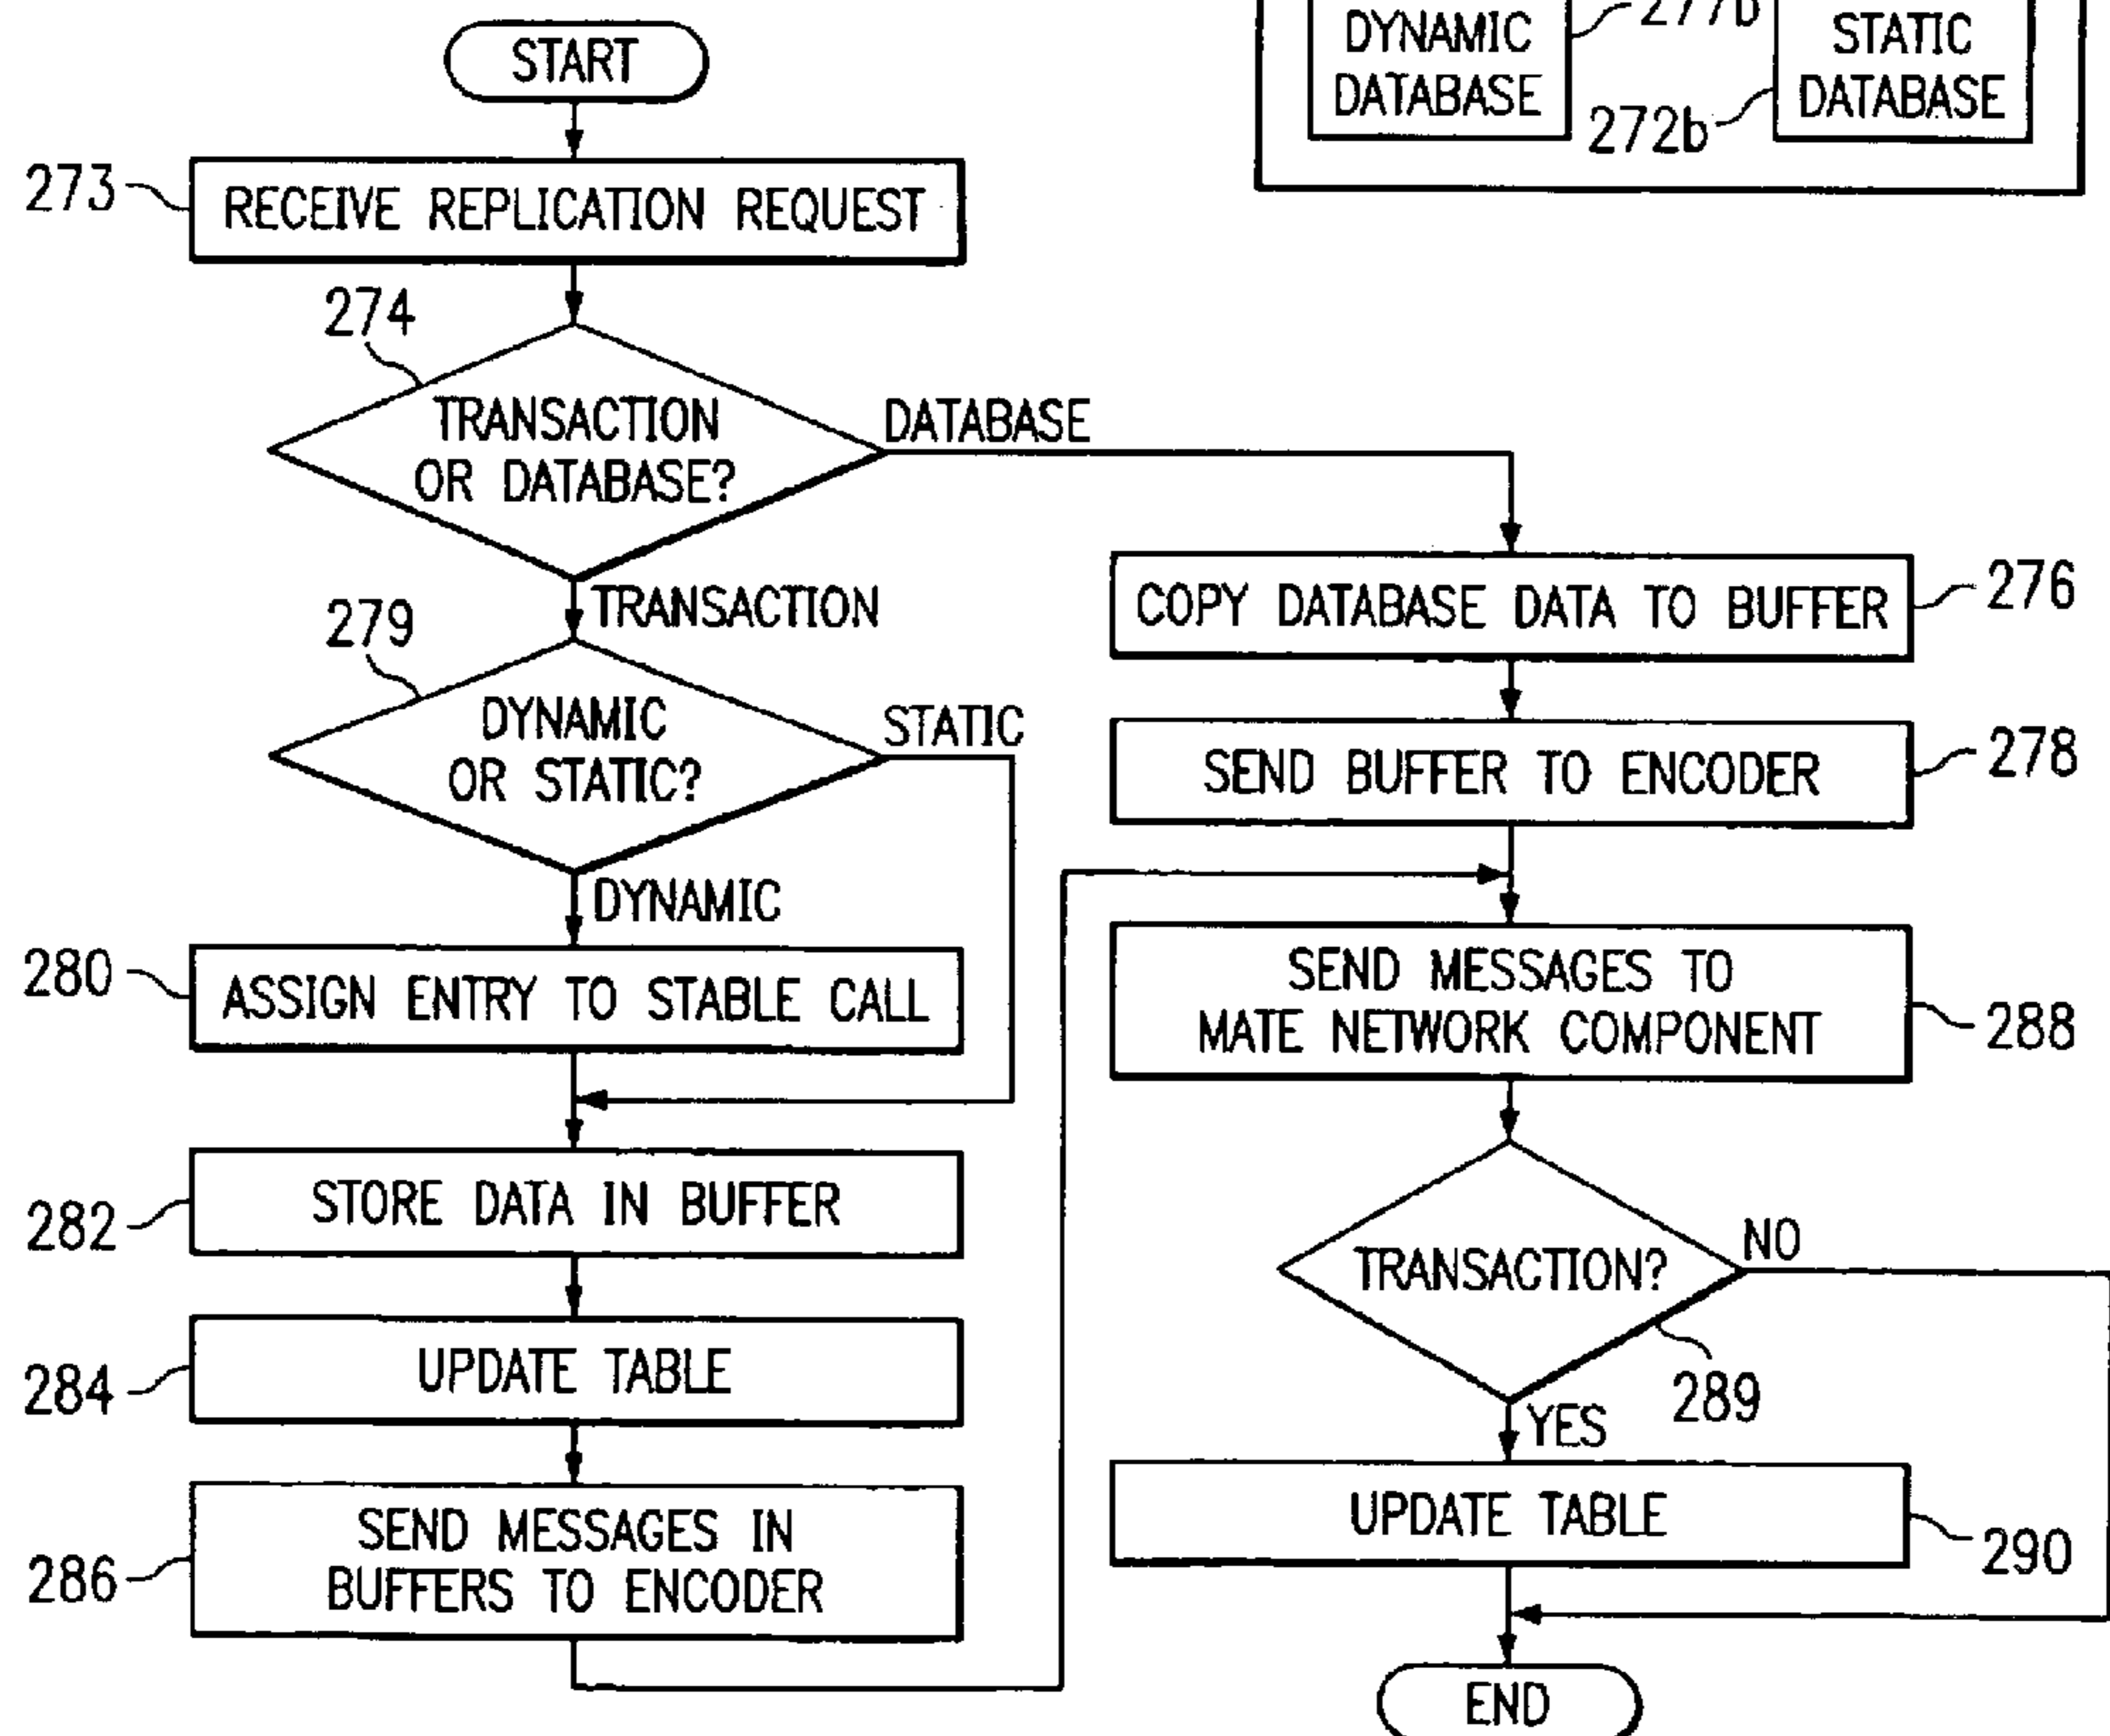 START
273
RECEIVE REPLICATION REQUEST
274
TRANSACTION
OR DATABASE?
DATABASE
TRANSACTION
279
DYNAMIC
OR STATIC?
STATIC
DYNAMIC
280
ASSIGN ENTRY TO STABLE CALL
282
STORE DATA IN BUFFER
284
UPDATE TABLE
286
SEND MESSAGES IN
BUFFERS TO ENCODER
DYNAMIC
DATABASE
277b
272b
STATIC
DATABASE
COPY DATABASE DATA TO BUFFER
276
SEND BUFFER TO ENCODER
278
SEND MESSAGES TO
MATE NETWORK COMPONENT
288
TRANSACTION?
NO
289
YES
UPDATE TABLE
290
END